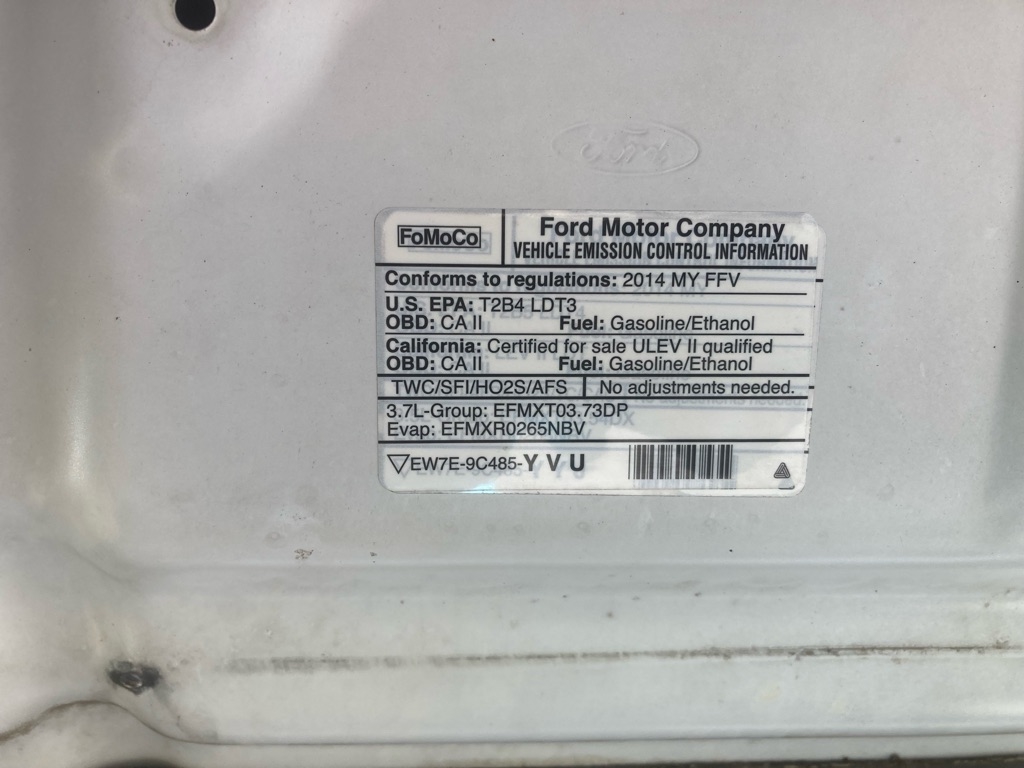 Ford
FoMoCo
Ford Motor Company
VEHICLE EMISSION CONTROL INFORMATION
Conforms to regulations: 2014 MY FFV
U.S. EPA: T2B4 LDT3
OBD: CA II Fuel: Gasoline/Ethanol
California: Certified for sale ULEV II qualified
OBD: CA II Fuel: Gasoline/Ethanol
TWC/SFI/HO2S/AFS No adjustments needed.
3.7L-Group: EFMXT03.73DP
Evap: EFMXR0265NBV
EW7E-9C485-Y V U